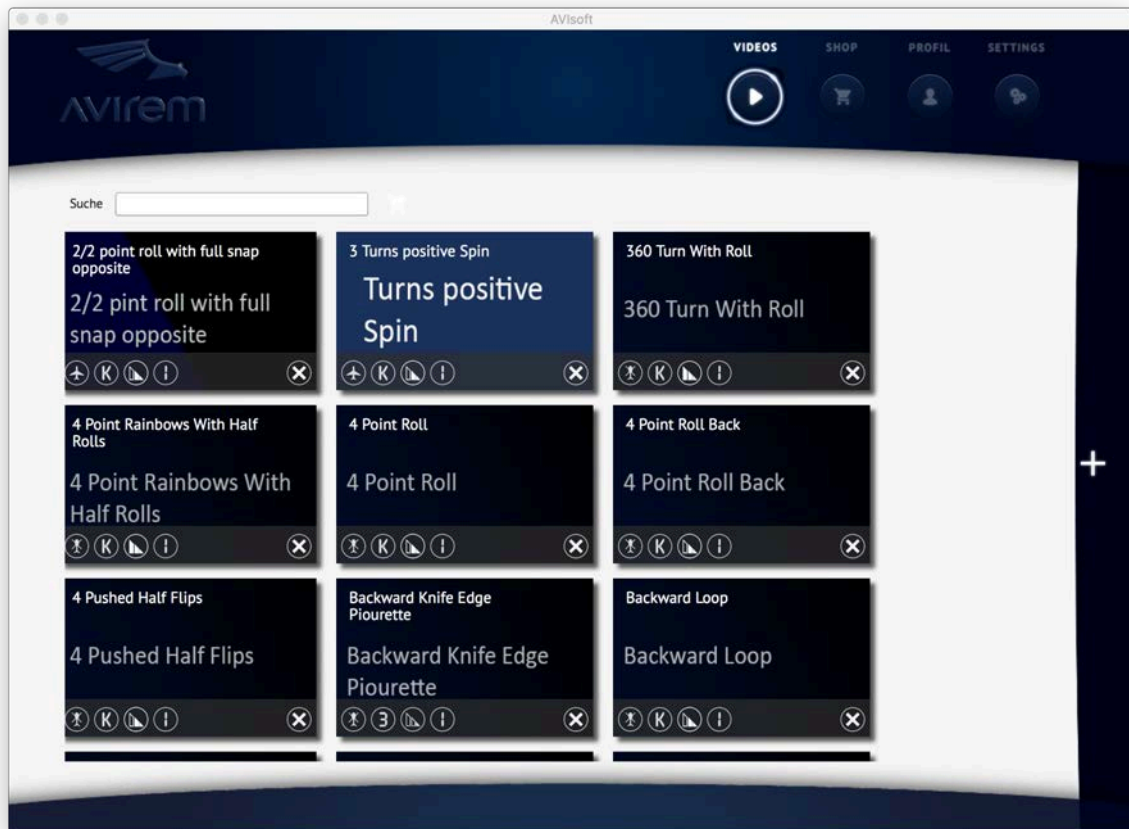 AVIsoft
AVIrem
VIDEOS SHOP PROFIL SETTINGS
Suche
2/2 point roll with full snap
opposite
2/2 pint roll with full
snap opposite
K
3 Turns positive Spin
Turns positive
Spin
K
360 Turn With Roll
360 Turn With Roll
K
4 Point Rainbows With Half
Rolls
4 Point Rainbows With
Half Rolls
K
4 Point Roll
4 Point Roll
K
4 Point Roll Back
4 Point Roll Back
K
4 Pushed Half Flips
4 Pushed Half Flips
K
Backward Knife Edge
Piourette
Backward Knife Edge
Piourette
3
Backward Loop
Backward Loop
K